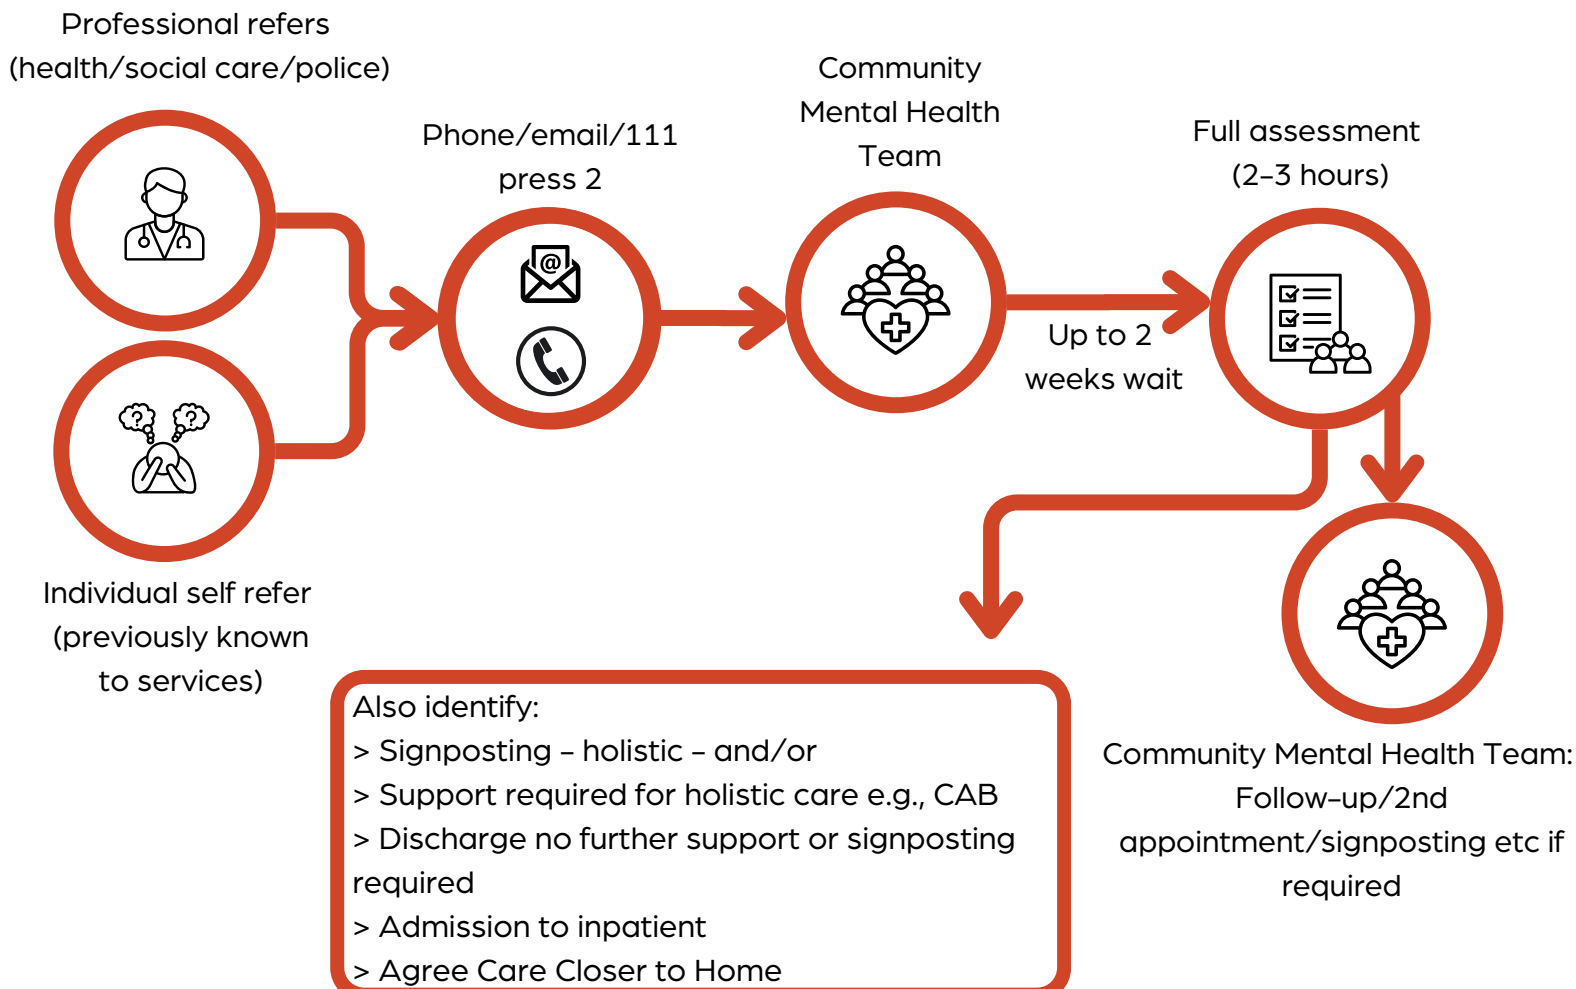 Professional refers
(health/social care/police)
Phone/email/111
press 2
Community
Mental Health
Team
Full assessment
(2-3 hours)
@
? ?
Up to 2
weeks wait
Individual self refer
(previously known
to services)
Also identify:
> Signposting - holistic - and/or
> Support required for holistic care e.g., CAB
> Discharge no further support or signposting
required
> Admission to inpatient
> Agree Care Closer to Home
Community Mental Health Team:
Follow-up/2nd
appointment/signposting etc if
required